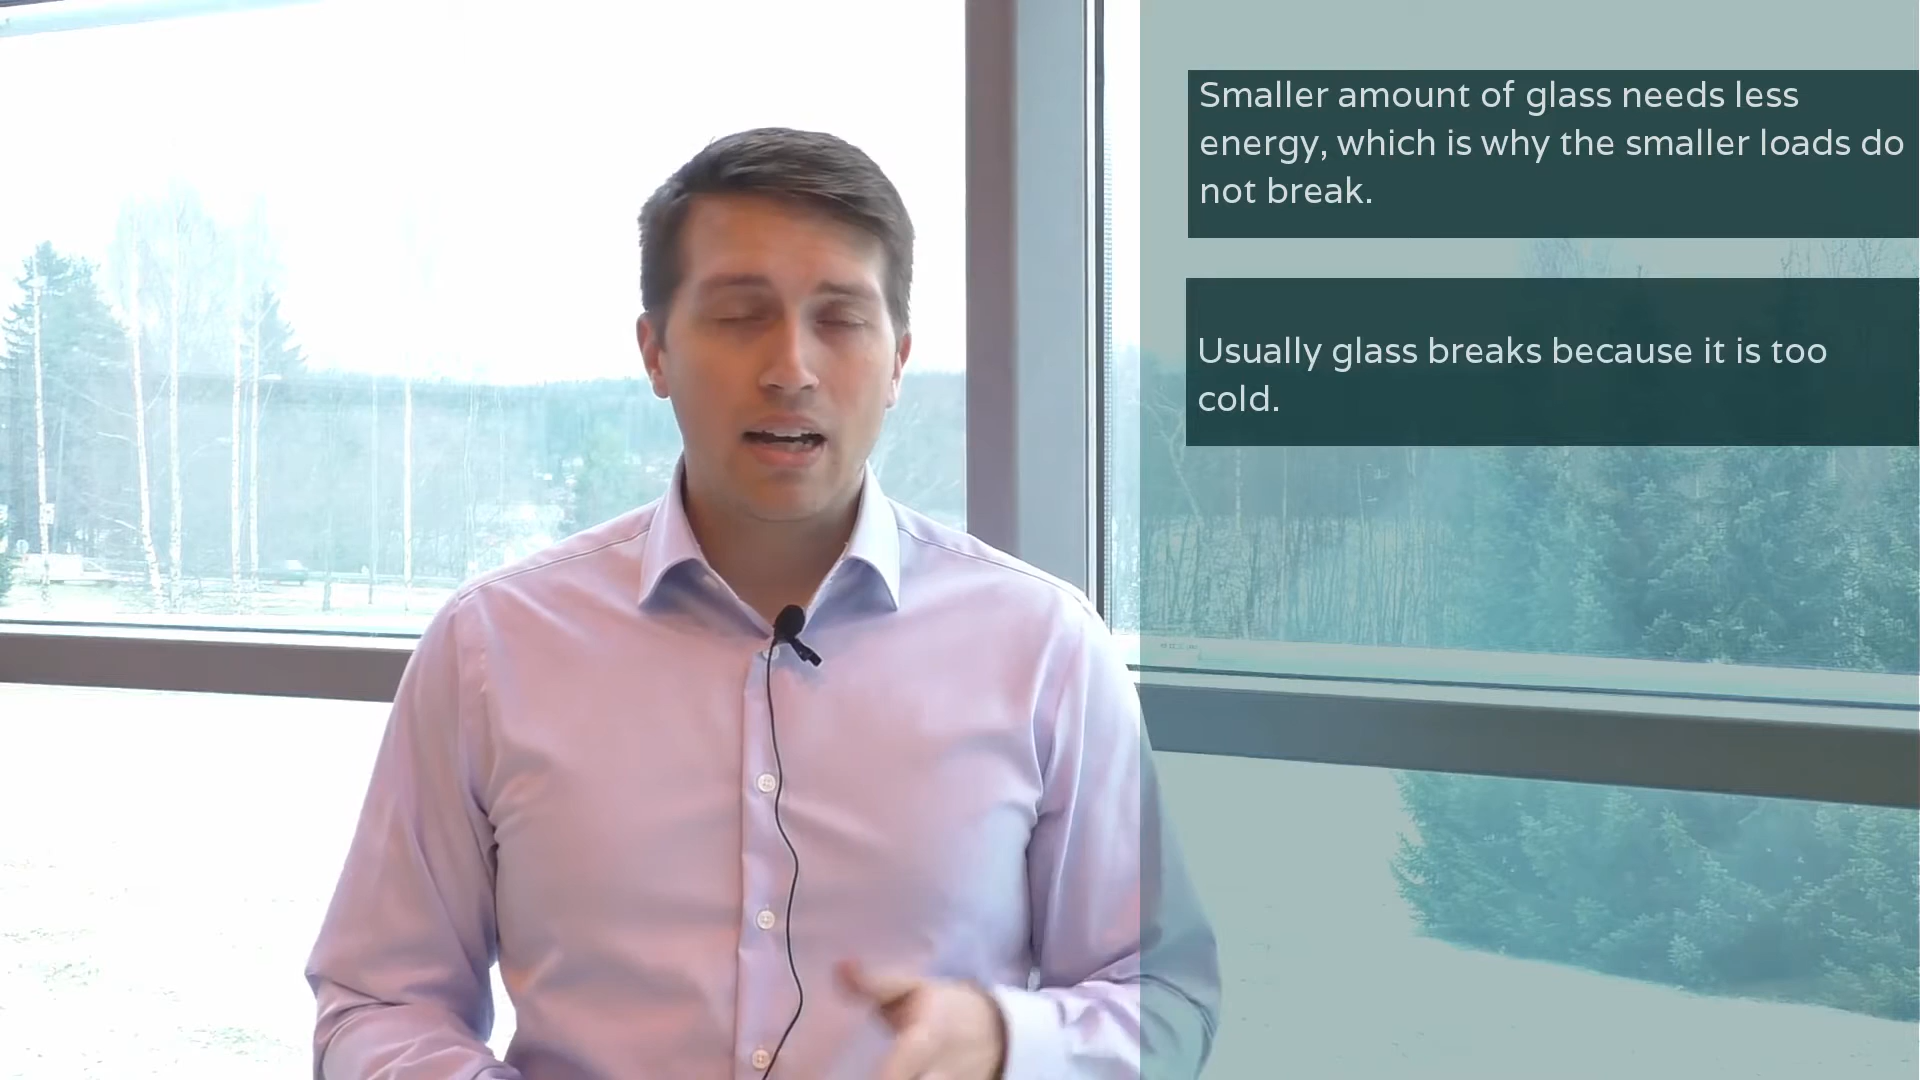 Smaller amount of glass needs less
energy, which is why the smaller loads do
not break.
Usually glass breaks because it is too
cold.